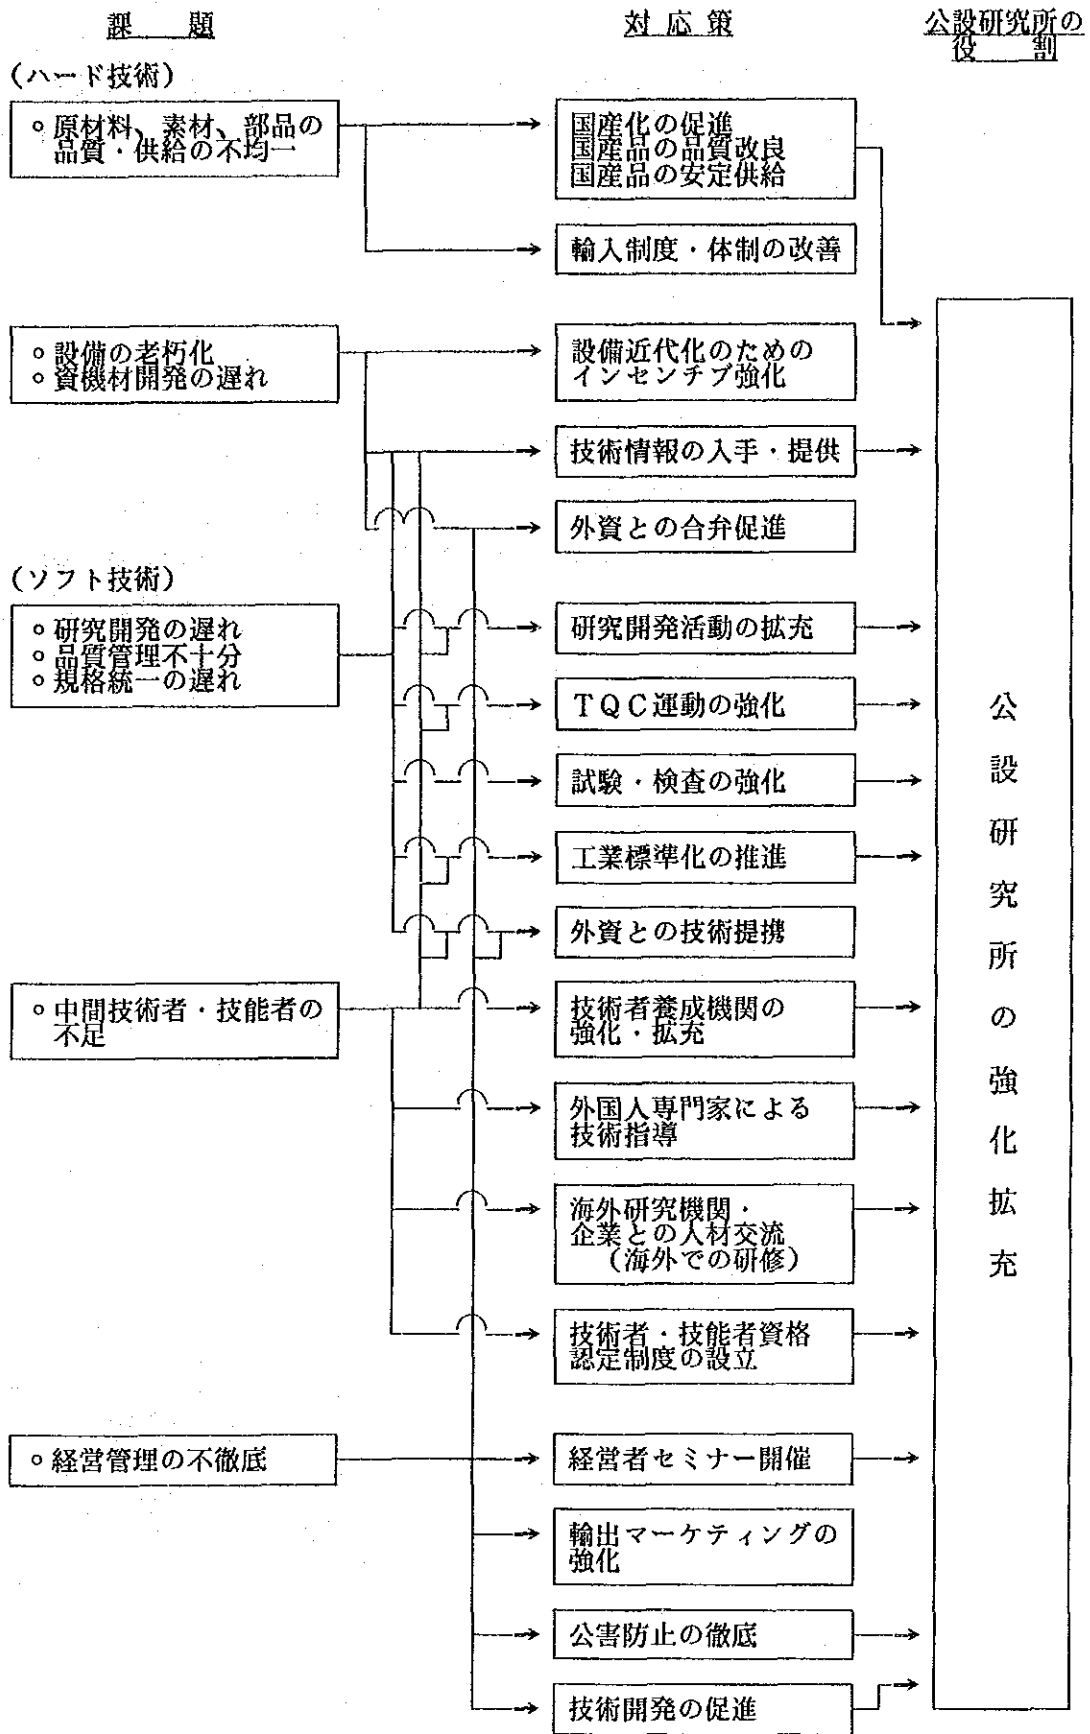 課　題
対応策
公設研究所の
役　割
(ハード技術)
○ 原材料、素材、部品の
品質・供給の不均一
国産化の促進
国産品の品質改良
国産品の安定供給
輸入制度・体制の改善
○ 設備の老朽化
○ 資機材開発の遅れ
設備近代化のための
インセンチブ強化
技術情報の入手・提供
外資との合弁促進
(ソフト技術)
○ 研究開発の遅れ
○ 品質管理不十分
○ 規格統一の遅れ
研究開発活動の拡充
ＴＱＣ運動の強化
試験・検査の強化
工業標準化の推進
外資との技術提携
○ 中間技術者・技能者の
不足
技術者養成機関の
強化・拡充
外国人専門家による
技術指導
海外研究機関・
企業との人材交流
(海外での研修)
技術者・技能者資格
認定制度の設立
○ 経営管理の不徹底
経営者セミナー開催
輸出マーケティングの
強化
公害防止の徹底
技術開発の促進
公設研究所の強化拡充